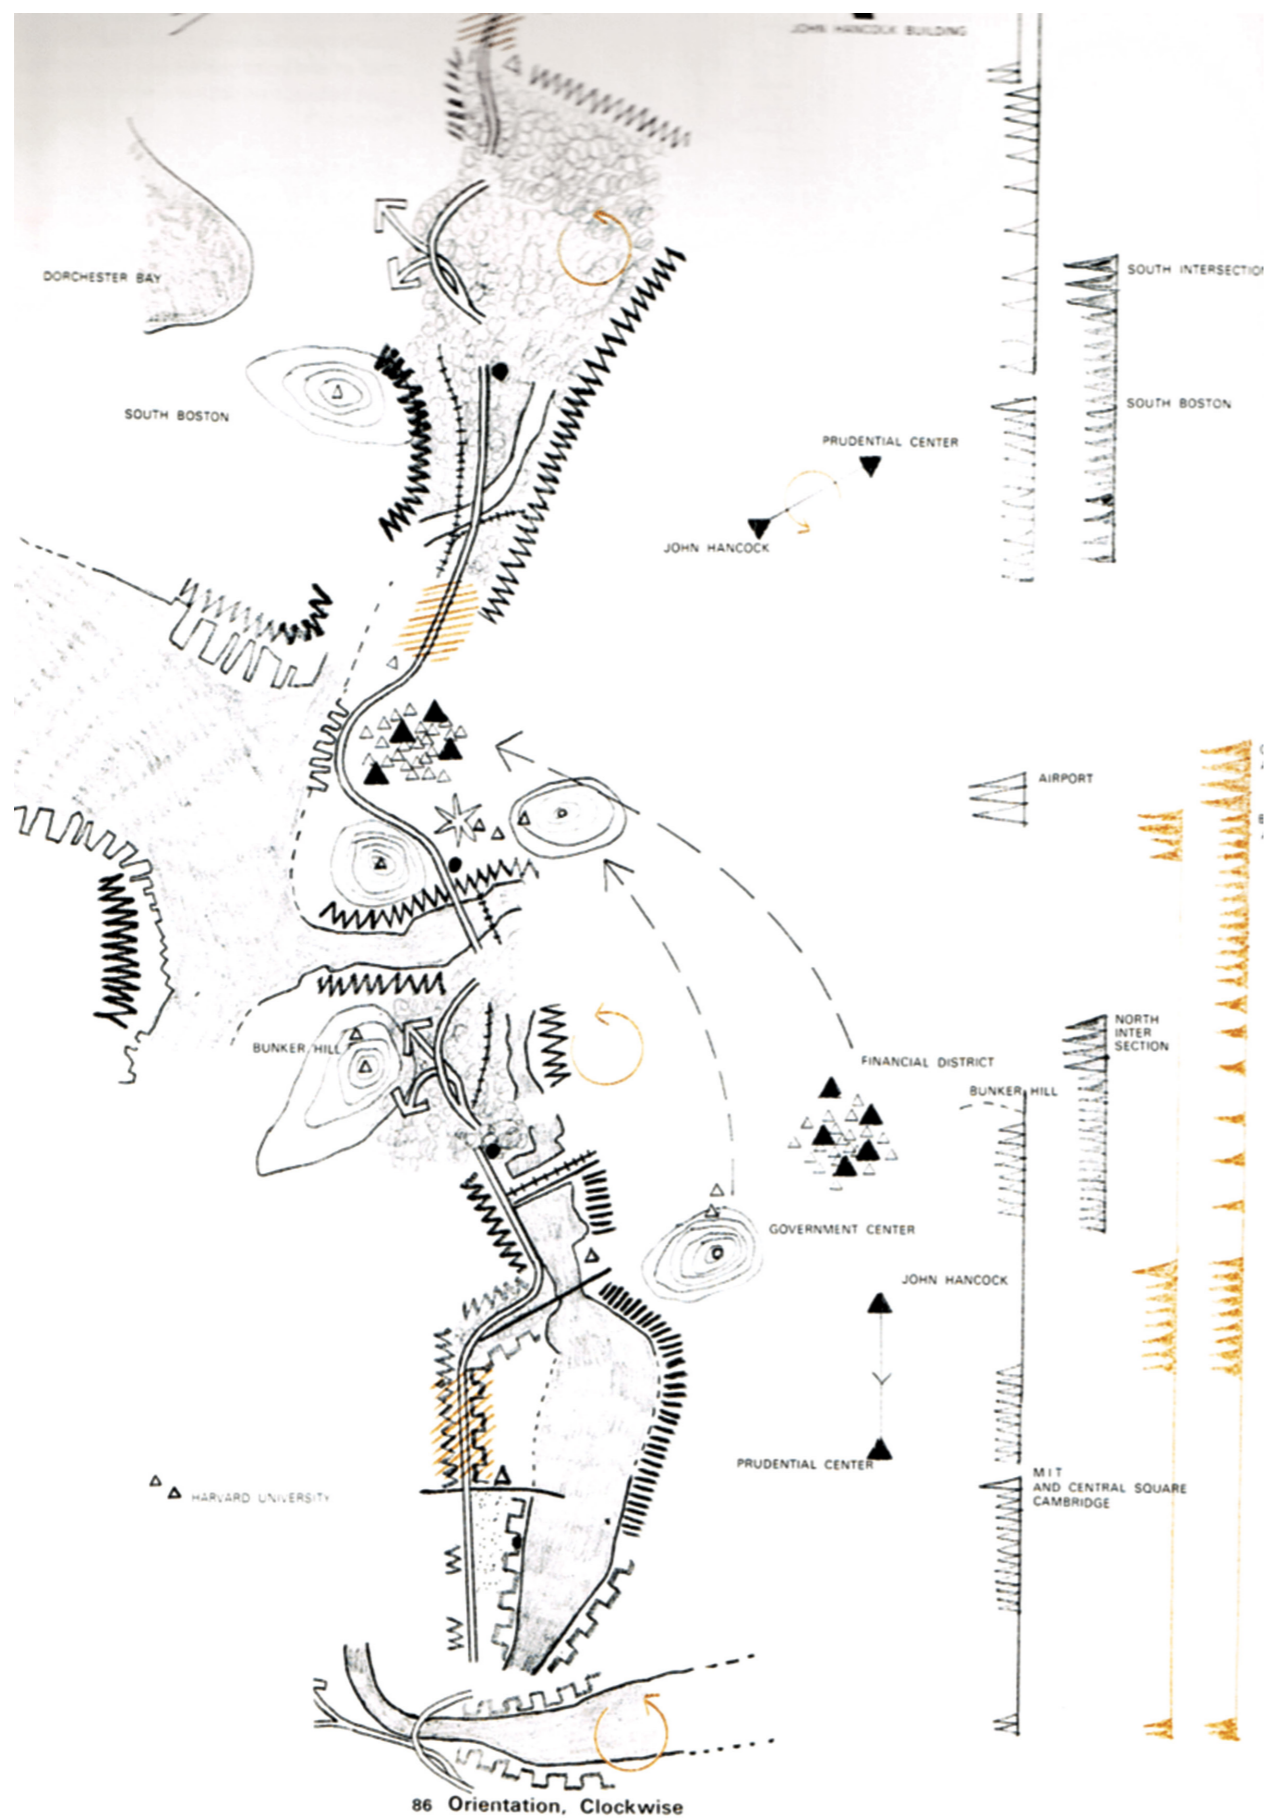 JOHN HANCOCK BUILDING
DORCHESTER BAY
SOUTH INTERSECTIO
SOUTH BOSTON
SOUTH BOSTON
PRUDENTIAL CENTER
JOHN HANCOCK
AIRPORT
NORTH
INTER
SECTION
BUNKER HILL
FINANCIAL DISTRICT
BUNKER HILL
GOVERNMENT CENTER
JOHN HANCOCK
PRUDENTIAL CENTER
MIT
AND CENTRAL SQUARE
CAMBRIDGE
HARVARD UNIVERSITY
86 Orientation, Clockwise